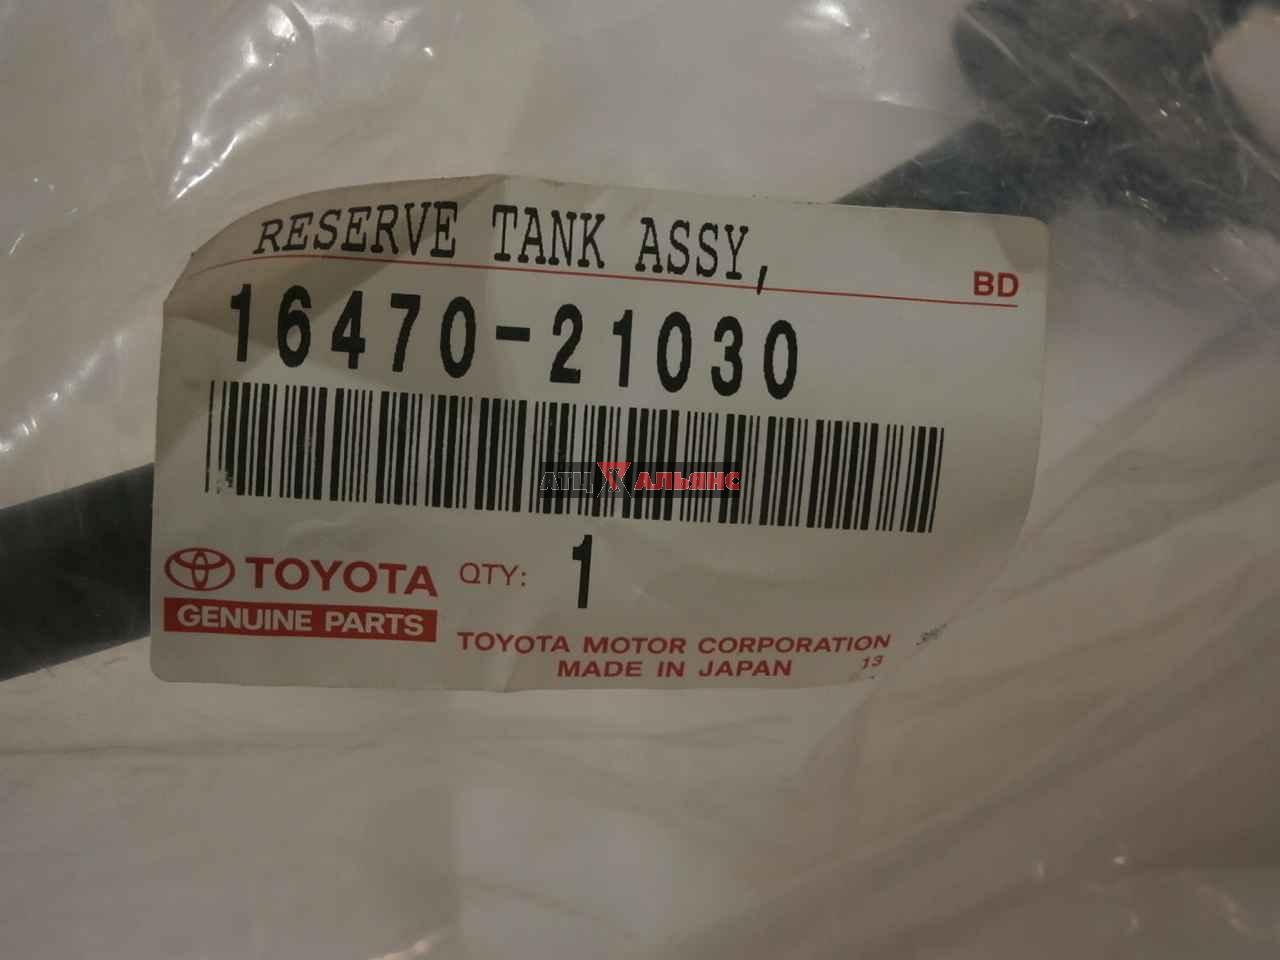 RESERVE TANK ASSY,
BD
16470-21030
АТЦ АЛЬЯНС
TOYOTA
GENUINE PARTS
QTY: 1
TOYOTA MOTOR CORPORATION
MADE IN JAPAN
13